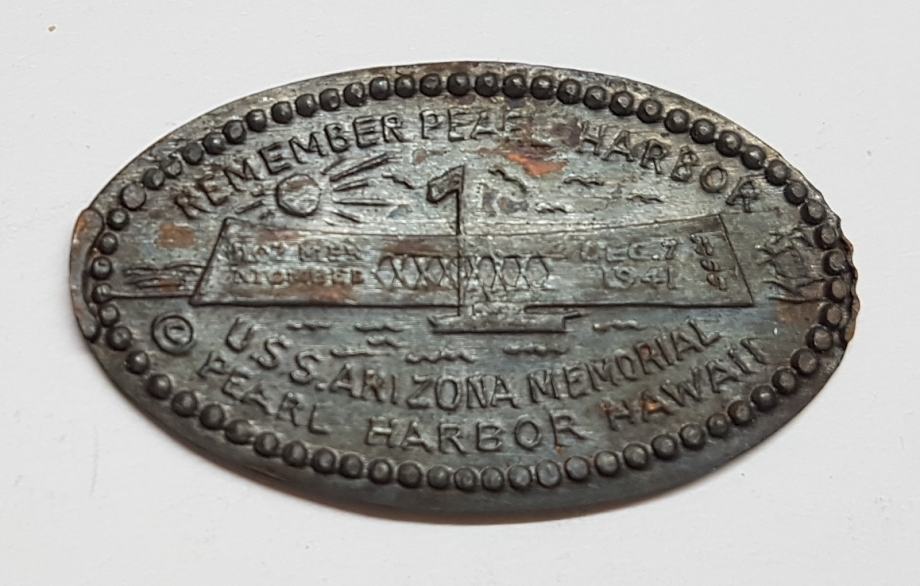 REMEMBER PEARL HARBOR
DEC. 7
1941
©
U.S.S. ARIZONA MEMORIAL
PEARL HARBOR HAWAII